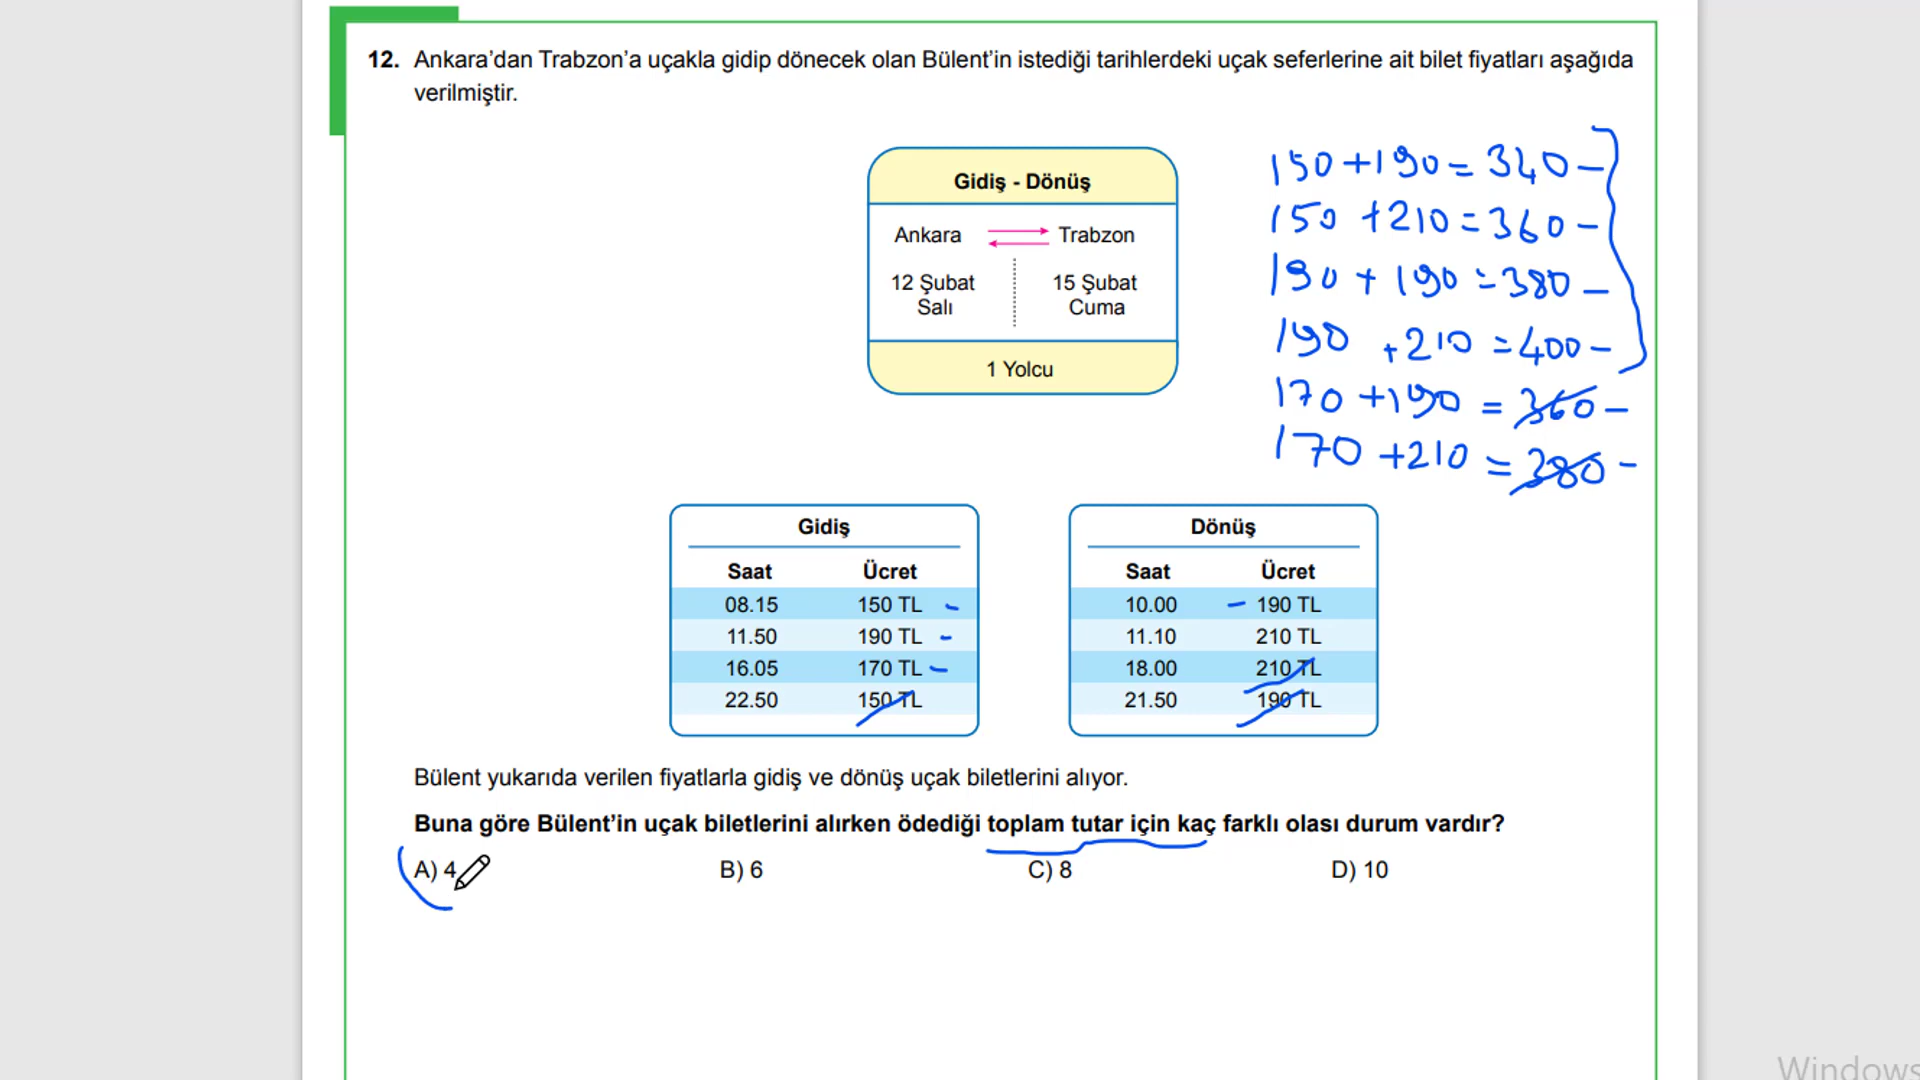 12. Ankara’dan Trabzon’a uçakla gidip dönecek olan Bülent’in istediği tarihlerdeki uçak seferlerine ait bilet fiyatları aşağıda
verilmiştir.
Gidiş - Dönüş
Ankara Trabzon
12 Şubat 15 Şubat
Salı Cuma
1 Yolcu
150 + 190 = 340 -
150 + 210 = 360 -
190 + 190 = 380 -
190 + 210 = 400 -
170 + 190 = 360 -
170 + 210 = 380 -
Gidiş
Saat Ücret
08.15 150 TL
11.50 190 TL
16.05 170 TL
22.50 150 TL
Dönüş
Saat Ücret
10.00 190 TL
11.10 210 TL
18.00 210 TL
21.50 190 TL
Bülent yukarıda verilen fiyatlarla gidiş ve dönüş uçak biletlerini alıyor.
Buna göre Bülent’in uçak biletlerini alırken ödediği toplam tutar için kaç farklı olası durum vardır?
A) 4 B) 6 C) 8 D) 10
Windows